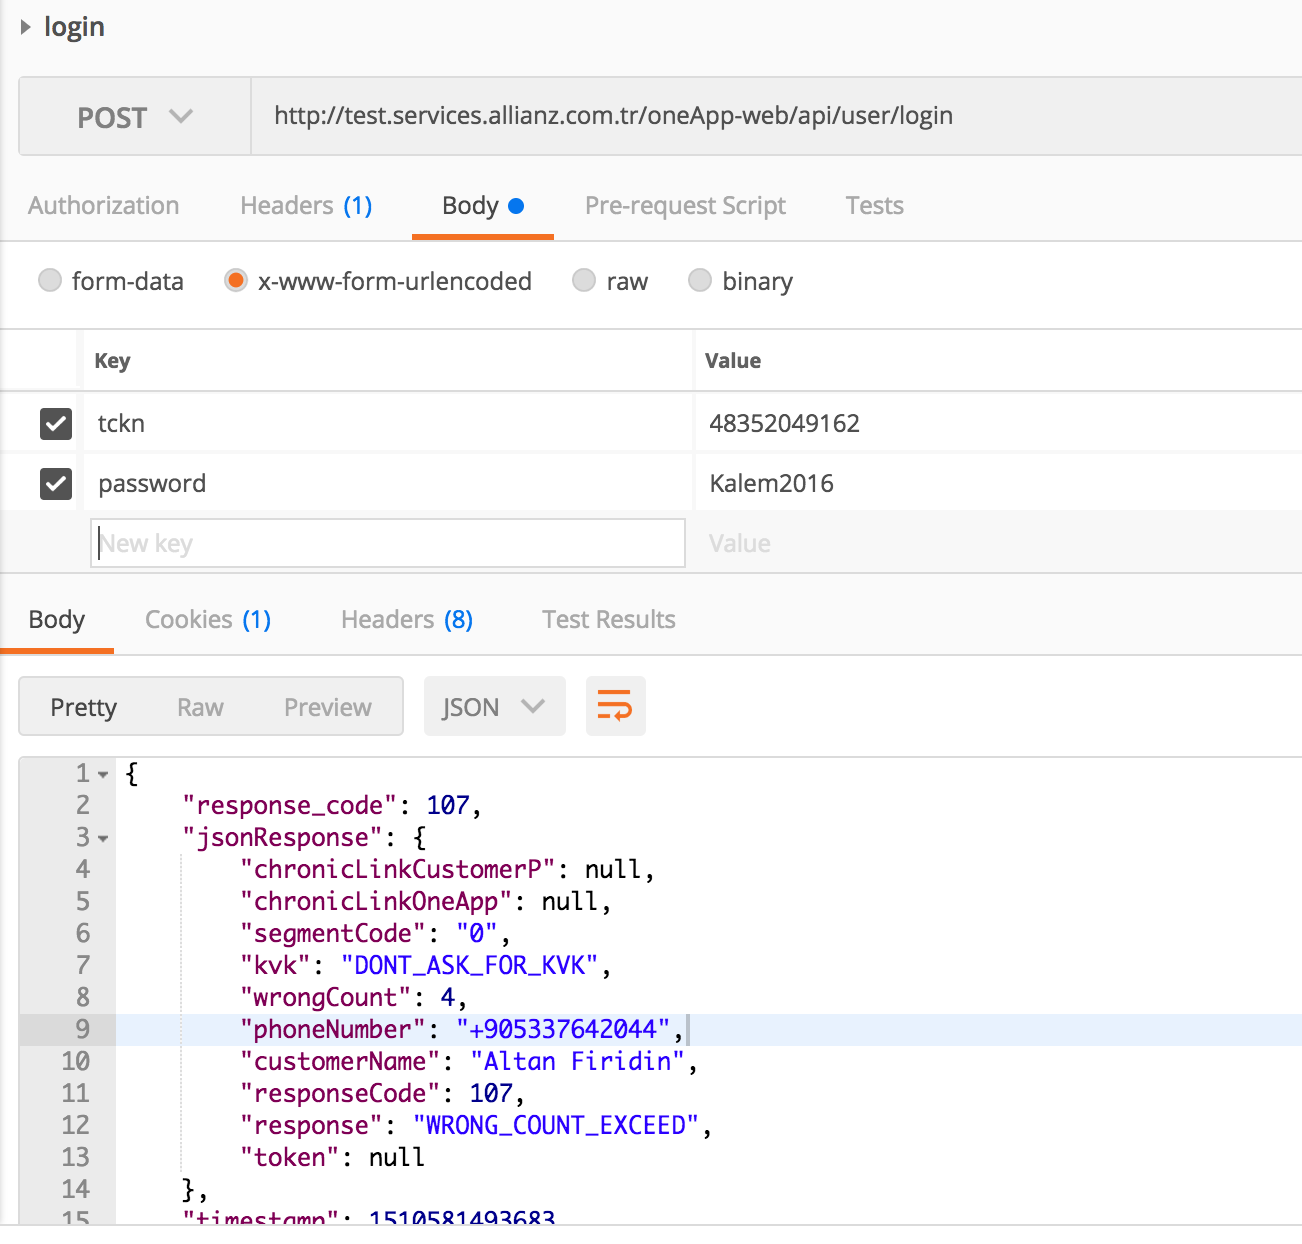 login
POST http://test.services.allianz.com.tr/oneApp-web/api/user/login
Authorization Headers (1) Body Pre-request Script Tests
form-data x-www-form-urlencoded raw binary
Key Value
tckn 48352049162
password Kalem2016
New key Value
Body Cookies (1) Headers (8) Test Results
Pretty Raw Preview JSON
1 {
2 "response_code": 107,
3 "jsonResponse": {
4 "chronicLinkCustomerP": null,
5 "chronicLinkOneApp": null,
6 "segmentCode": "0",
7 "kvk": "DONT_ASK_FOR_KVK",
8 "wrongCount": 4,
9 "phoneNumber": "+905337642044",
10 "customerName": "Altan Firidin",
11 "responseCode": 107,
12 "response": "WRONG_COUNT_EXCEED",
13 "token": null
14 },
15 "timestamp": 1510581493683